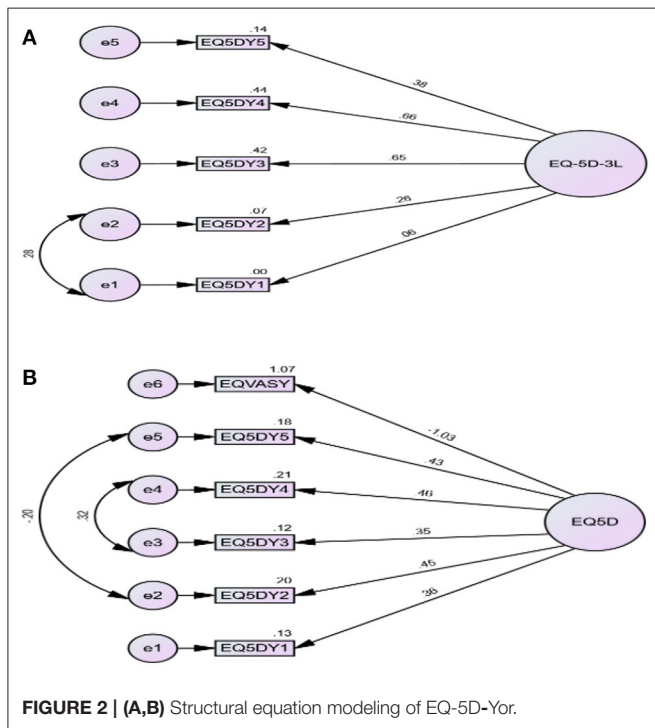 A
.14
e5 EQ5DY5
.38
.44
e4 EQ5DY4
.66
.42
e3 EQ5DY3 .65 EQ-5D-3L
.07
e2 EQ5DY2 .26
28
.00
e1 EQ5DY1 .06
B
1.07
e6 EQVASY
-1.03
.18
e5 EQ5DY5 .43
.21
e4 EQ5DY4 .46
-.20 .32 EQ5D
.12
e3 EQ5DY3 .35
.20
e2 EQ5DY2 .45
.13
e1 EQ5DY1 .36
FIGURE 2 | (A,B) Structural equation modeling of EQ-5D-Yor.